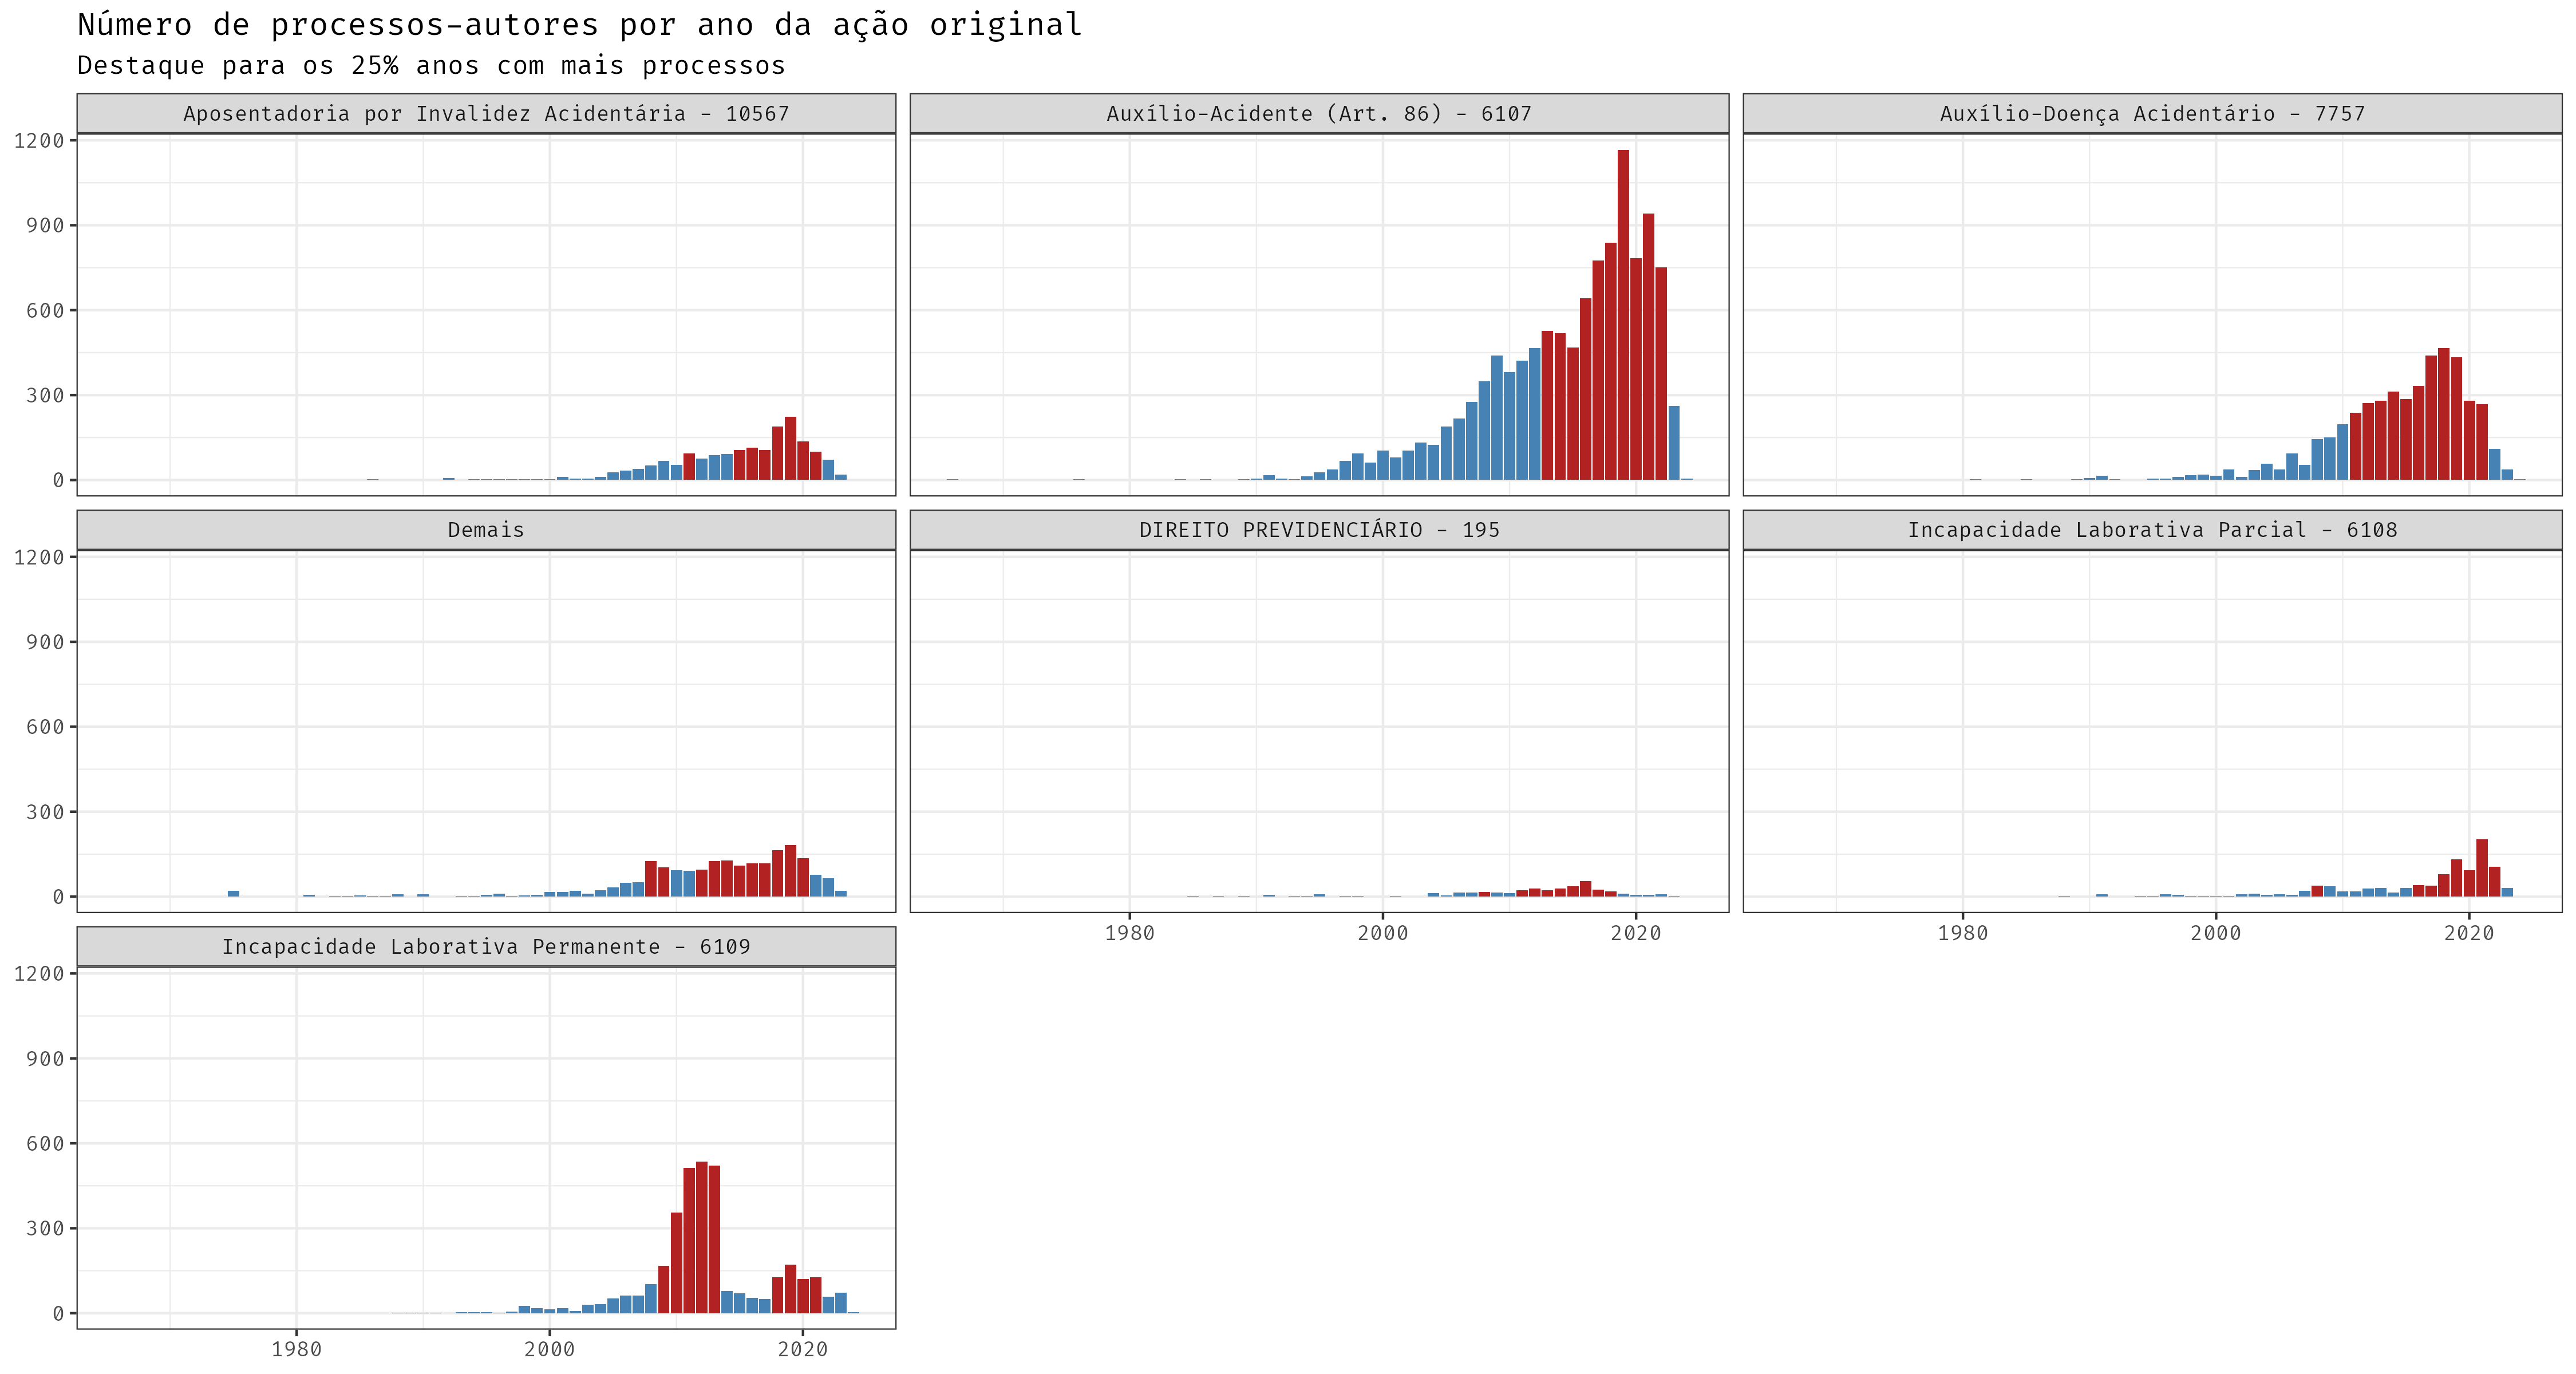 Número de processos-autores por ano da ação original
Destaque para os 25% anos com mais processos
Aposentadoria por Invalidez Acidentária - 10567
Auxílio-Acidente (Art. 86) - 6107
Auxílio-Doença Acidentário - 7757
1200
900
600
300
0
Demais
DIREITO PREVIDENCIÁRIO - 195
Incapacidade Laborativa Parcial - 6108
1200
900
600
300
0
1980 2000 2020
1980 2000 2020
Incapacidade Laborativa Permanente - 6109
1200
900
600
300
0
1980 2000 2020